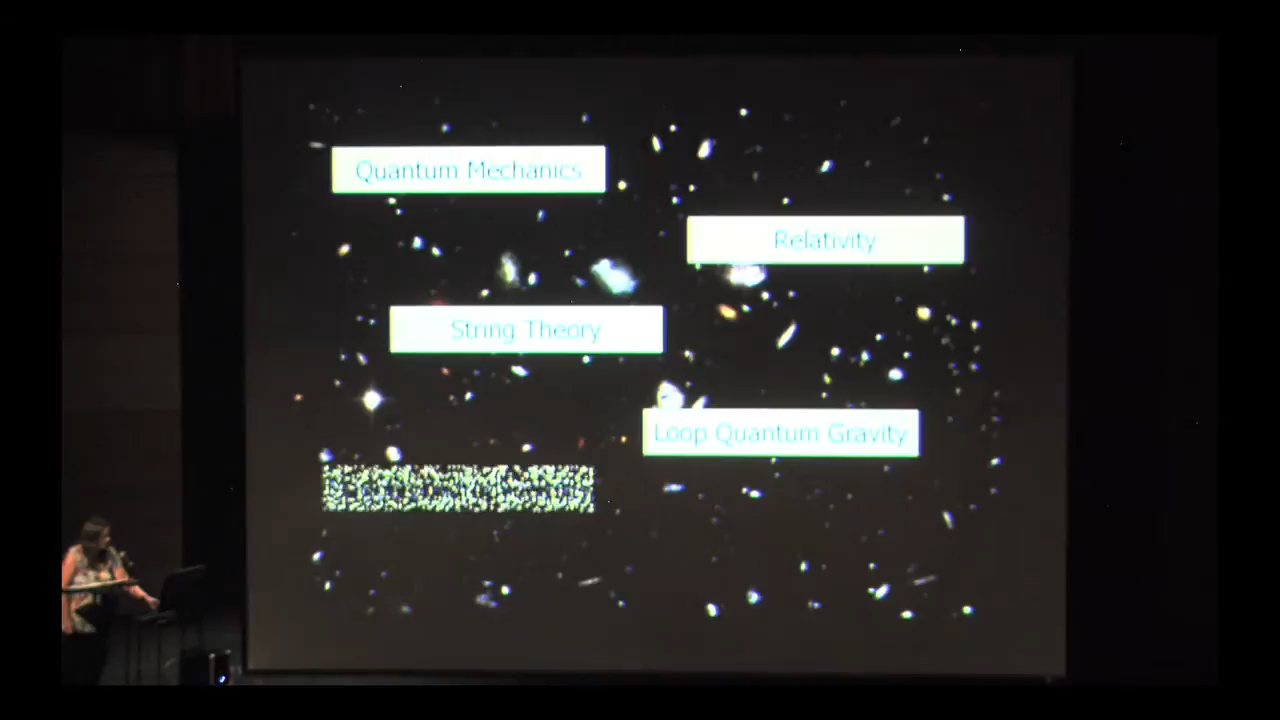 Quantum Mechanics
Relativity
String Theory
Loop Quantum Gravity